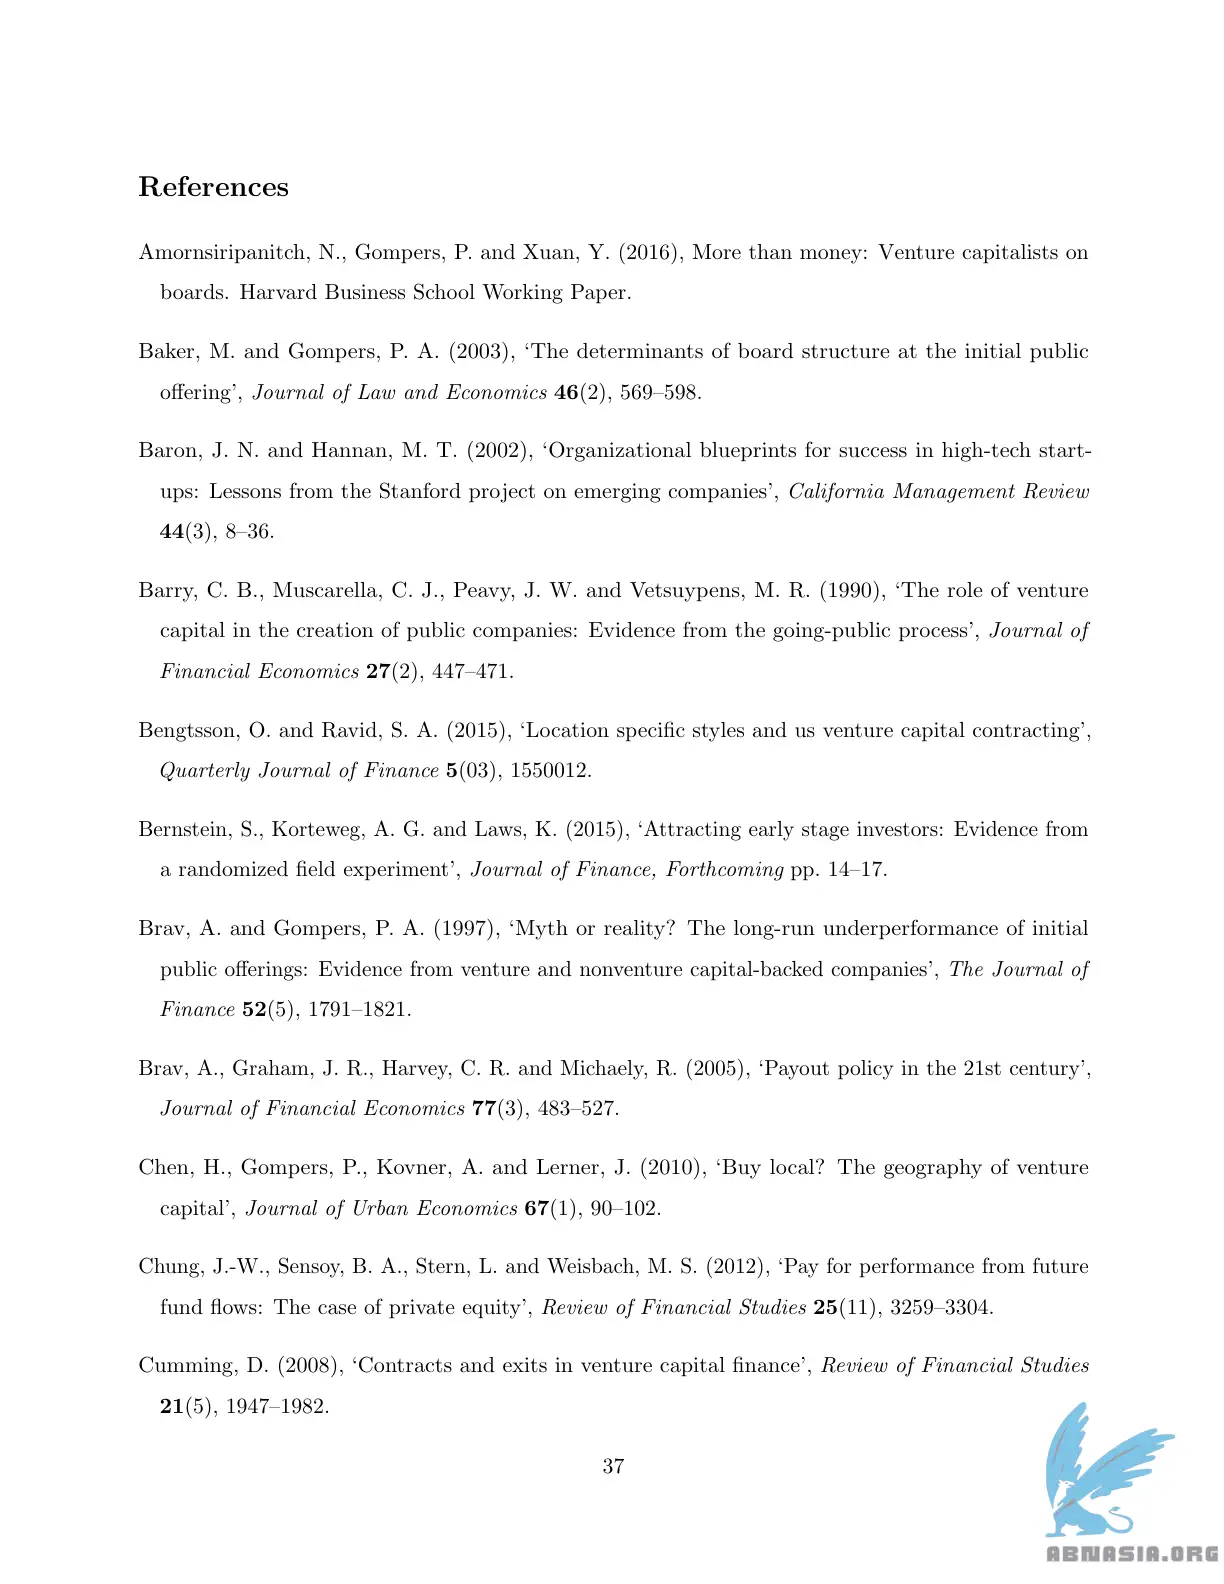 References
Amornsiripanitch, N., Gompers, P. and Xuan, Y. (2016), More than money: Venture capitalists on
boards. Harvard Business School Working Paper.
Baker, M. and Gompers, P. A. (2003), ‘The determinants of board structure at the initial public
offering’, Journal of Law and Economics 46(2), 569–598.
Baron, J. N. and Hannan, M. T. (2002), ‘Organizational blueprints for success in high-tech start-
ups: Lessons from the Stanford project on emerging companies’, California Management Review
44(3), 8–36.
Barry, C. B., Muscarella, C. J., Peavy, J. W. and Vetsuypens, M. R. (1990), ‘The role of venture
capital in the creation of public companies: Evidence from the going-public process’, Journal of
Financial Economics 27(2), 447–471.
Bengtsson, O. and Ravid, S. A. (2015), ‘Location specific styles and us venture capital contracting’,
Quarterly Journal of Finance 5(03), 1550012.
Bernstein, S., Korteweg, A. G. and Laws, K. (2015), ‘Attracting early stage investors: Evidence from
a randomized field experiment’, Journal of Finance, Forthcoming pp. 14–17.
Brav, A. and Gompers, P. A. (1997), ‘Myth or reality? The long-run underperformance of initial
public offerings: Evidence from venture and nonventure capital-backed companies’, The Journal of
Finance 52(5), 1791–1821.
Brav, A., Graham, J. R., Harvey, C. R. and Michaely, R. (2005), ‘Payout policy in the 21st century’,
Journal of Financial Economics 77(3), 483–527.
Chen, H., Gompers, P., Kovner, A. and Lerner, J. (2010), ‘Buy local? The geography of venture
capital’, Journal of Urban Economics 67(1), 90–102.
Chung, J.-W., Sensoy, B. A., Stern, L. and Weisbach, M. S. (2012), ‘Pay for performance from future
fund flows: The case of private equity’, Review of Financial Studies 25(11), 3259–3304.
Cumming, D. (2008), ‘Contracts and exits in venture capital finance’, Review of Financial Studies
21(5), 1947–1982.
37
ABNASIA.ORG